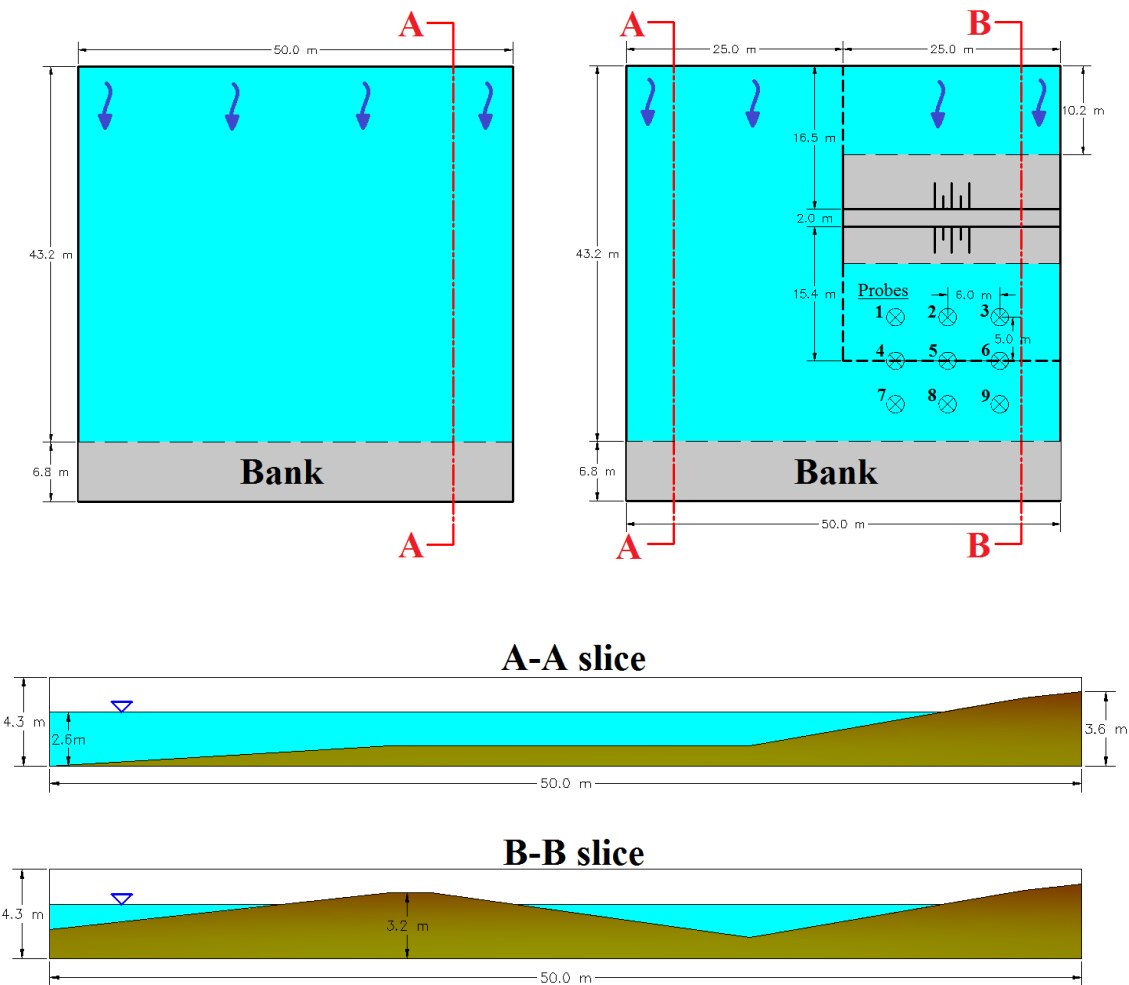 A
A
B
50.0 m
25.0 m
25.0 m
10.2 m
16.5 m
2.0 m
43.2 m
43.2 m
15.4 m
Probes
6.0 m
1
2
3
5.0 m
4
5
6
7
8
9
6.8 m
Bank
6.8 m
Bank
50.0 m
A
A
B
A-A slice
4.3 m
2.6m
3.6 m
50.0 m
B-B slice
4.3 m
3.2 m
50.0 m